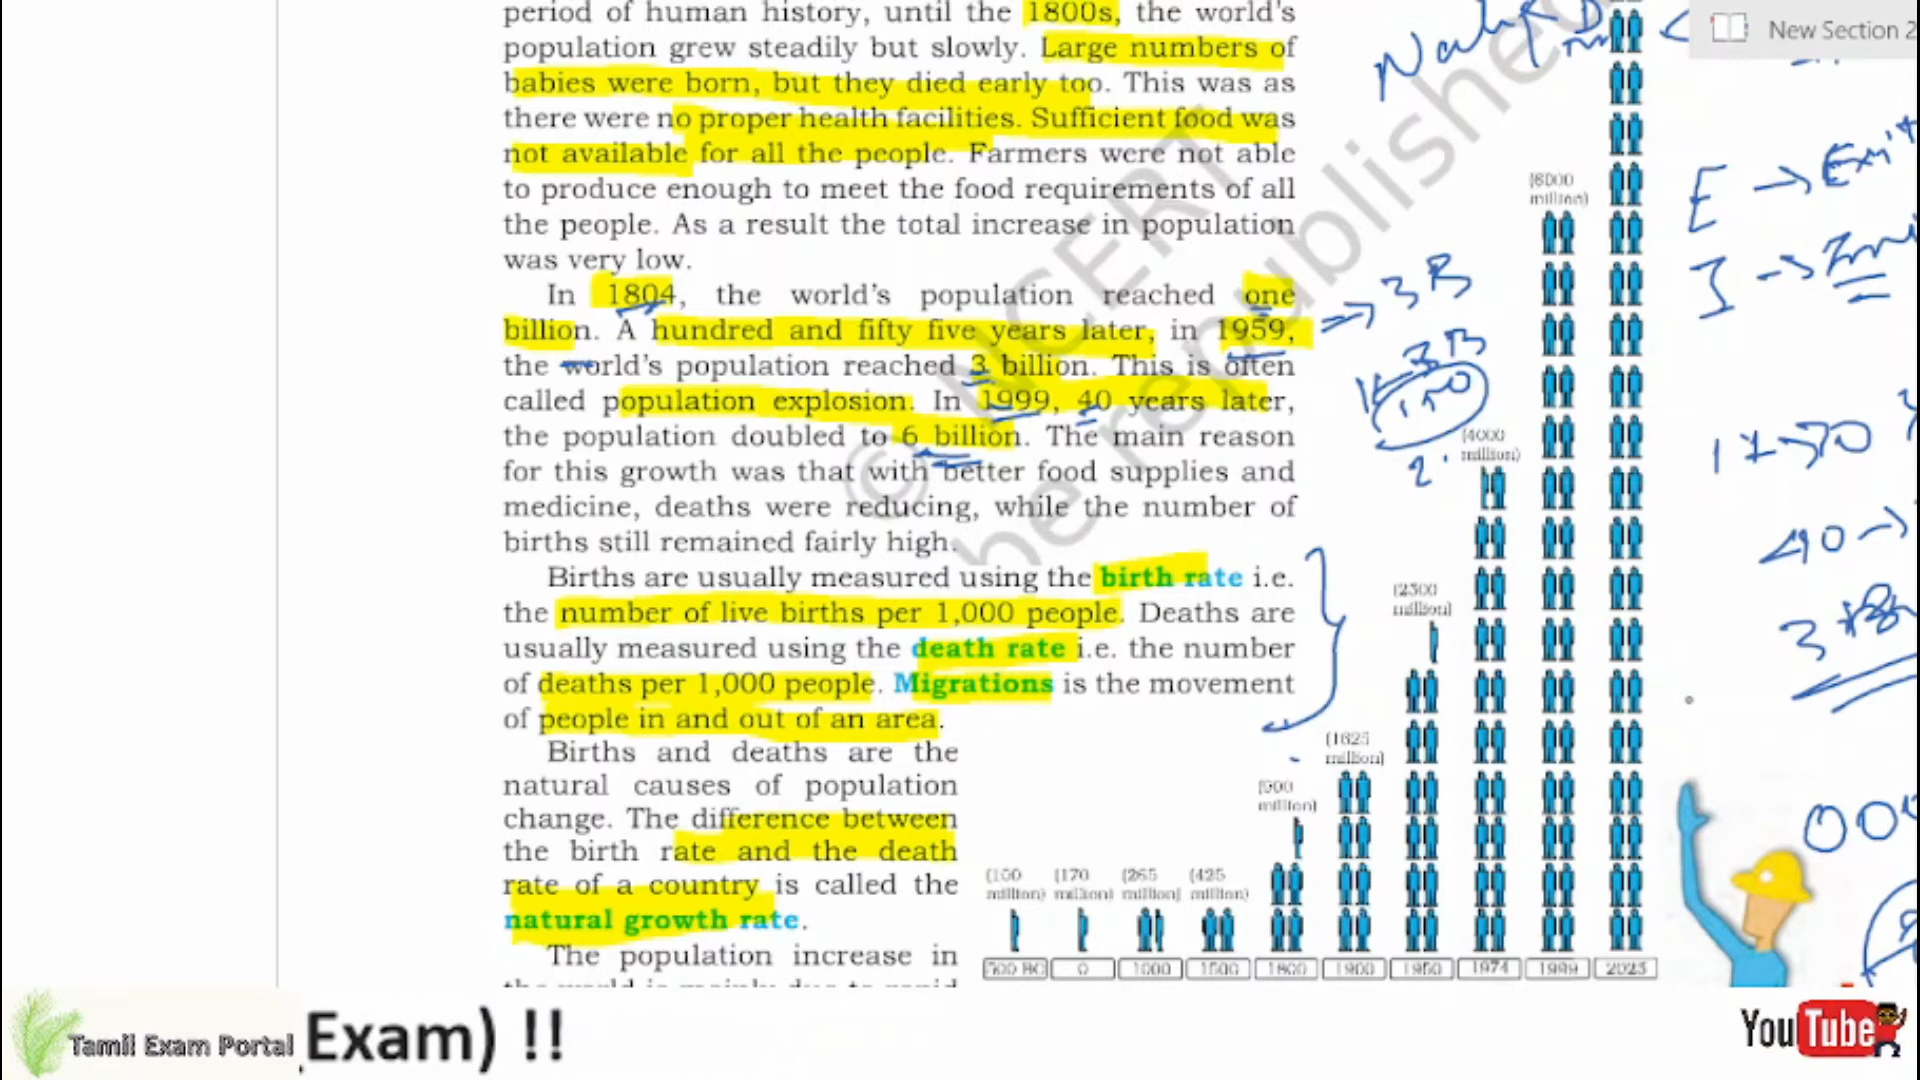 period of human history, until the 1800s, the world's
population grew steadily but slowly. Large numbers of
babies were born, but they died early too. This was as
there were no proper health facilities. Sufficient food was
not available for all the people. Farmers were not able
to produce enough to meet the food requirements of all
the people. As a result the total increase in population
was very low.
In 1804, the world's population reached one
billion. A hundred and fifty five years later, in 1959,
the world's population reached 3 billion. This is often
called population explosion. In 1999, 40 years later,
the population doubled to 6 billion. The main reason
for this growth was that with better food supplies and
medicine, deaths were reducing, while the number of
births still remained fairly high.
Births are usually measured using the birth rate i.e.
the number of live births per 1,000 people. Deaths are
usually measured using the death rate i.e. the number
of deaths per 1,000 people. Migrations is the movement
of people in and out of an area.
Births and deaths are the
natural causes of population
change. The difference between
the birth rate and the death
rate of a country is called the
natural growth rate.
The population increase in
© NCERT
be republished
New Section 2
E →
I →
⇒ 3 B
3 B
150
40 →
(6000
million)
(4000
million)
(2500
million)
(1625
million)
(900
million)
(100
million)
(170
million)
(265
million)
(425
million)
500 BC 0 1000 1500 1800 1900 1950 1974 1999 2025
Tamil Exam Portal
Exam) !!
YouTube